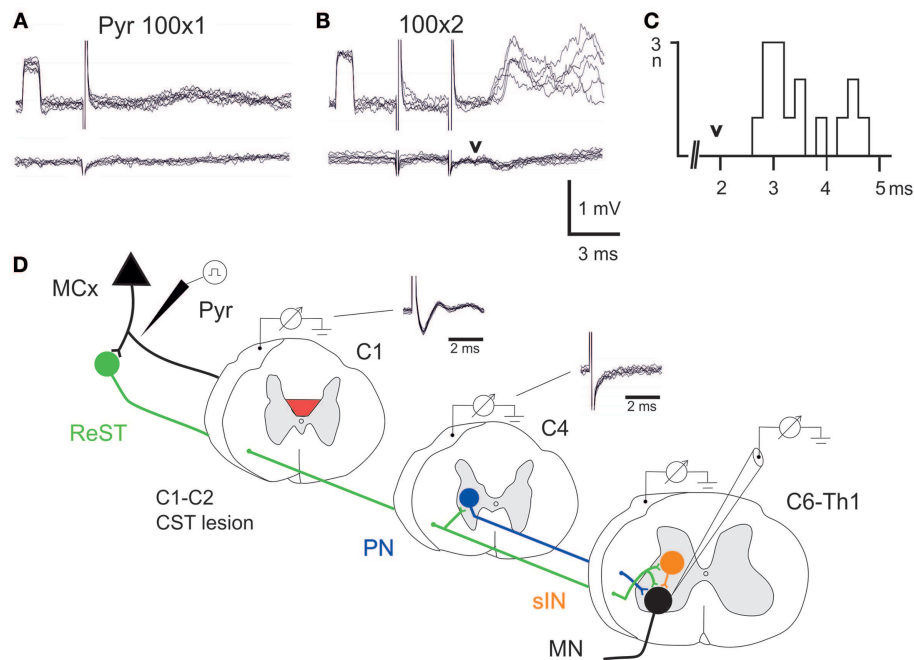 A
Pyr 100x1
B
100x2
C
3
n
2
3
4
5 ms
1 mV
3 ms
D
MCx
Pyr
C1
2 ms
ReST
C4
2 ms
C1-C2
CST lesion
PN
C6-Th1
sIN
MN